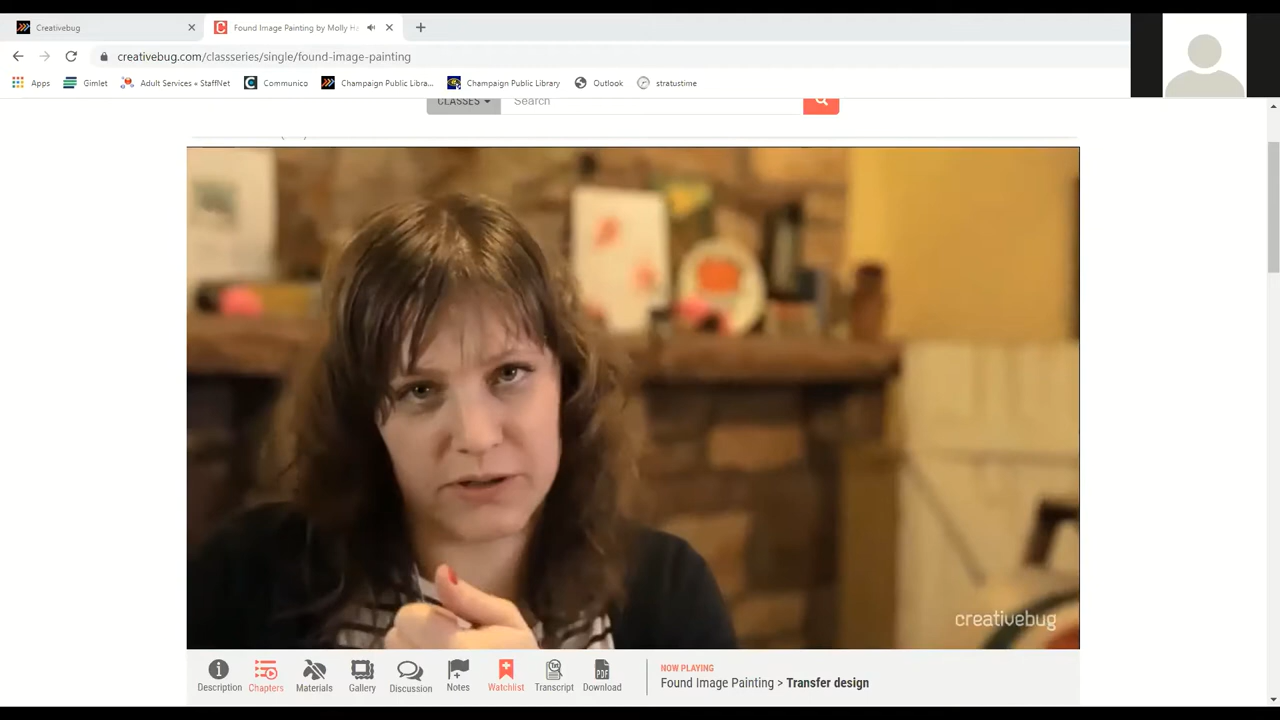 Creativebug
Found Image Painting by Molly Ha
creativebug.com/classseries/single/found-image-painting
Apps Gimlet Adult Services « StaffNet Communico Champaign Public Libra... Champaign Public Library Outlook stratustime
CLASSES Search
creativebug
Description Chapters Materials Gallery Discussion Notes Watchlist Transcript Download
NOW PLAYING
Found Image Painting > Transfer design